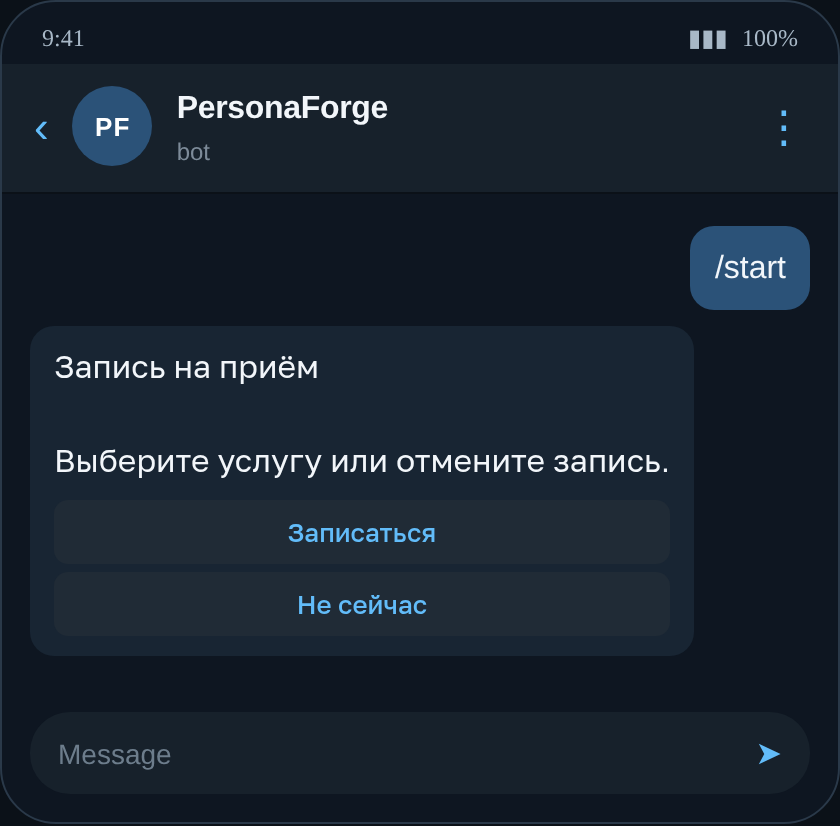 9:41
100%
PF
PersonaForge
bot
/start
Запись на приём
Выберите услугу или отмените запись.
Записаться
Не сейчас
Message